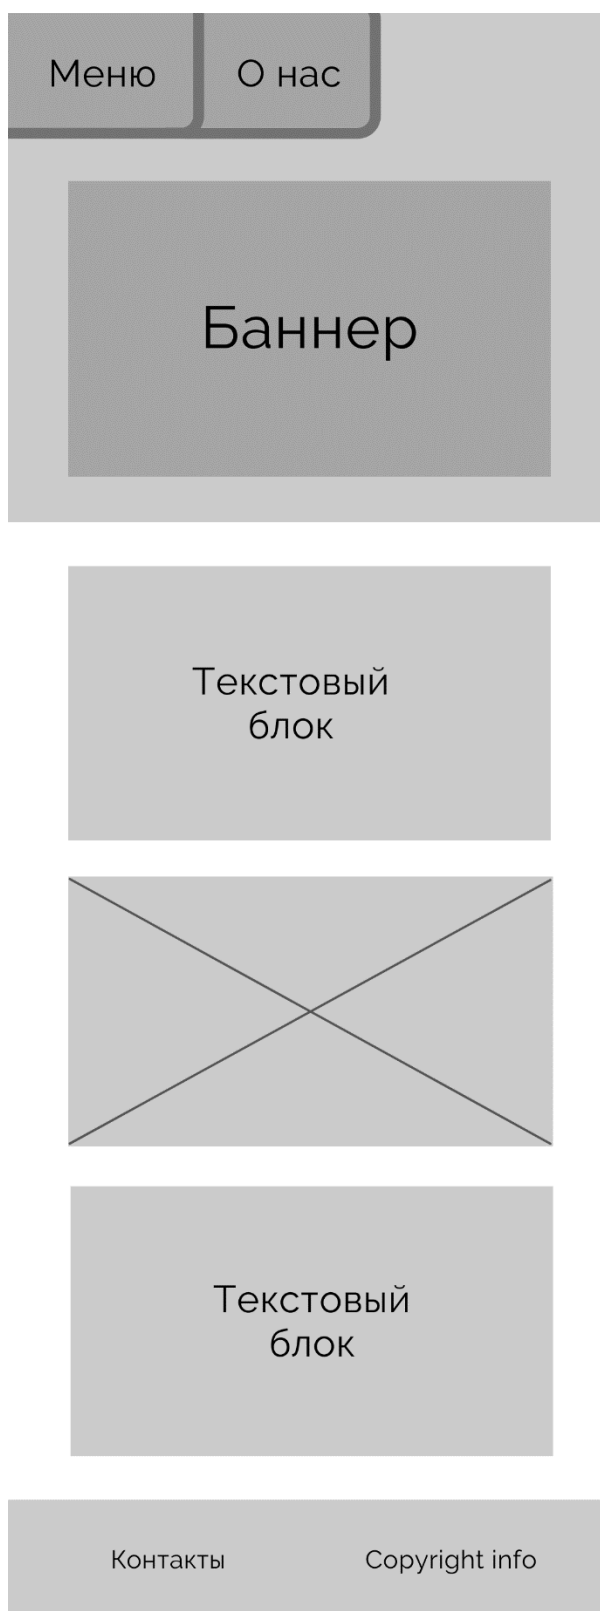 Меню О нас
Баннер
Текстовый
блок
Текстовый
блок
Контакты Copyright info